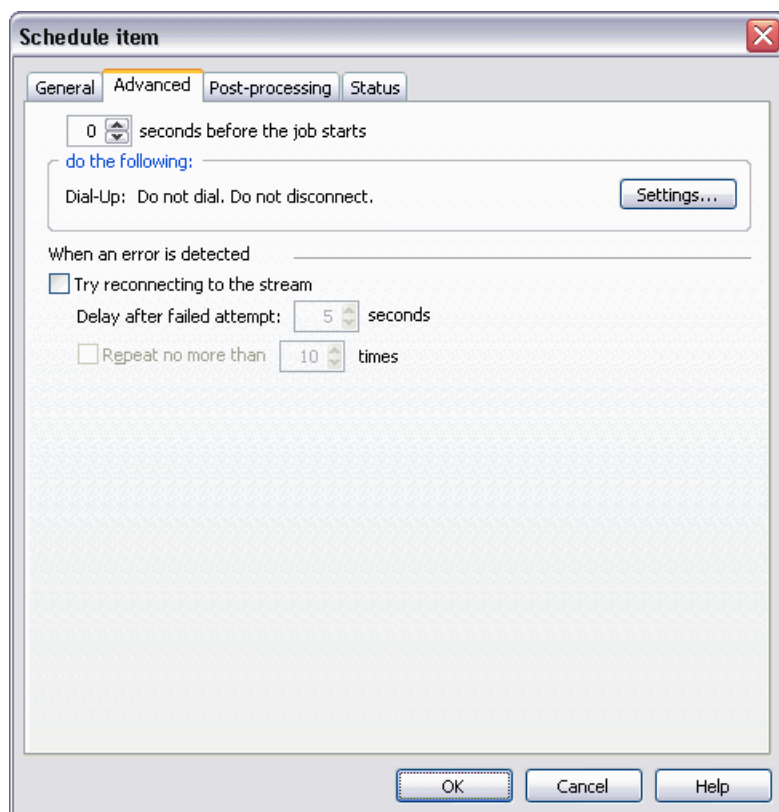 Schedule item
General Advanced Post-processing Status
0 seconds before the job starts
do the following:
Dial-Up: Do not dial. Do not disconnect. Settings...
When an error is detected
Try reconnecting to the stream
Delay after failed attempt: 5 seconds
Repeat no more than 10 times
OK Cancel Help